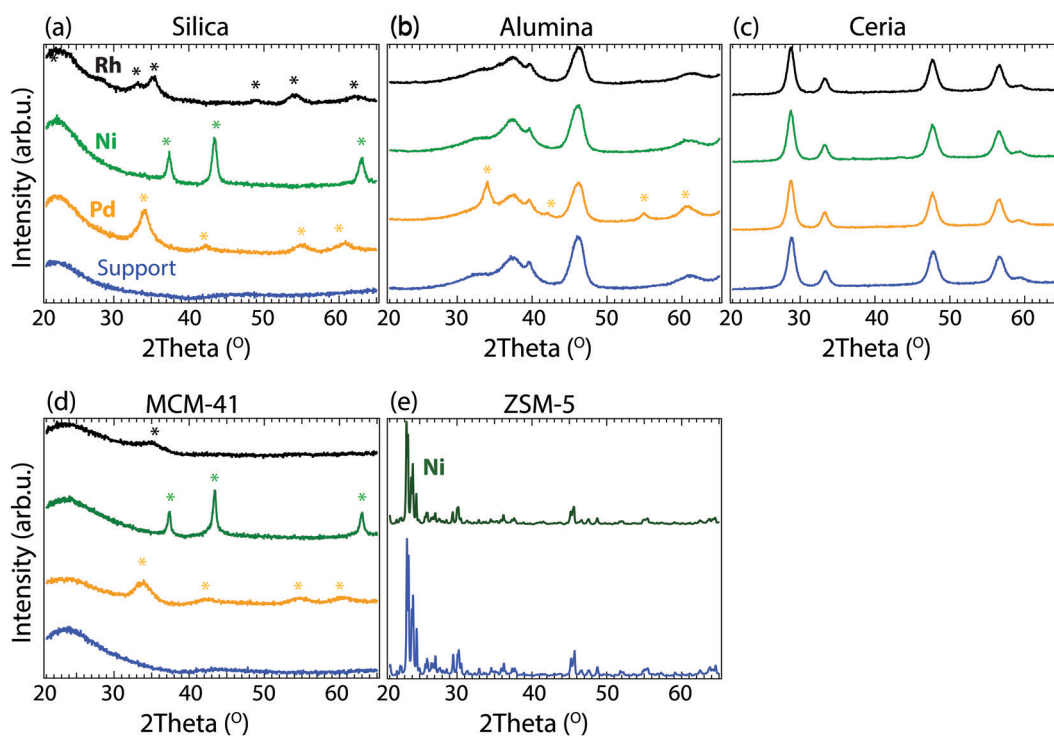 (a) Silica
Intensity (arb.u.)
* Rh * * * * *
Ni * * *
Pd * * * *
Support
20 30 40 50 60
2Theta (O)
(b) Alumina
* * * *
20 30 40 50 60
2Theta (O)
(c) Ceria
20 30 40 50 60
2Theta (O)
(d) MCM-41
Intensity (arb.u.)
*
* * *
* * * *
20 30 40 50 60
2Theta (O)
(e) ZSM-5
Ni
20 30 40 50 60
2Theta (O)